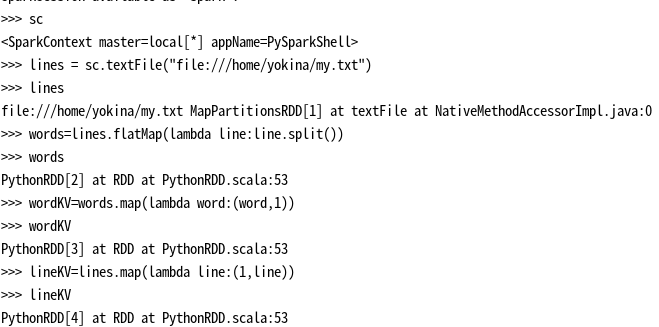 >>> sc
<SparkContext master=local[*] appName=PySparkShell>
>>> lines = sc.textFile("file:///home/yokina/my.txt")
>>> lines
file:///home/yokina/my.txt MapPartitionsRDD[1] at textFile at NativeMethodAccessorImpl.java:0
>>> words=lines.flatMap(lambda line:line.split())
>>> words
PythonRDD[2] at RDD at PythonRDD.scala:53
>>> wordKV=words.map(lambda word:(word,1))
>>> wordKV
PythonRDD[3] at RDD at PythonRDD.scala:53
>>> lineKV=lines.map(lambda line:(1,line))
>>> lineKV
PythonRDD[4] at RDD at PythonRDD.scala:53